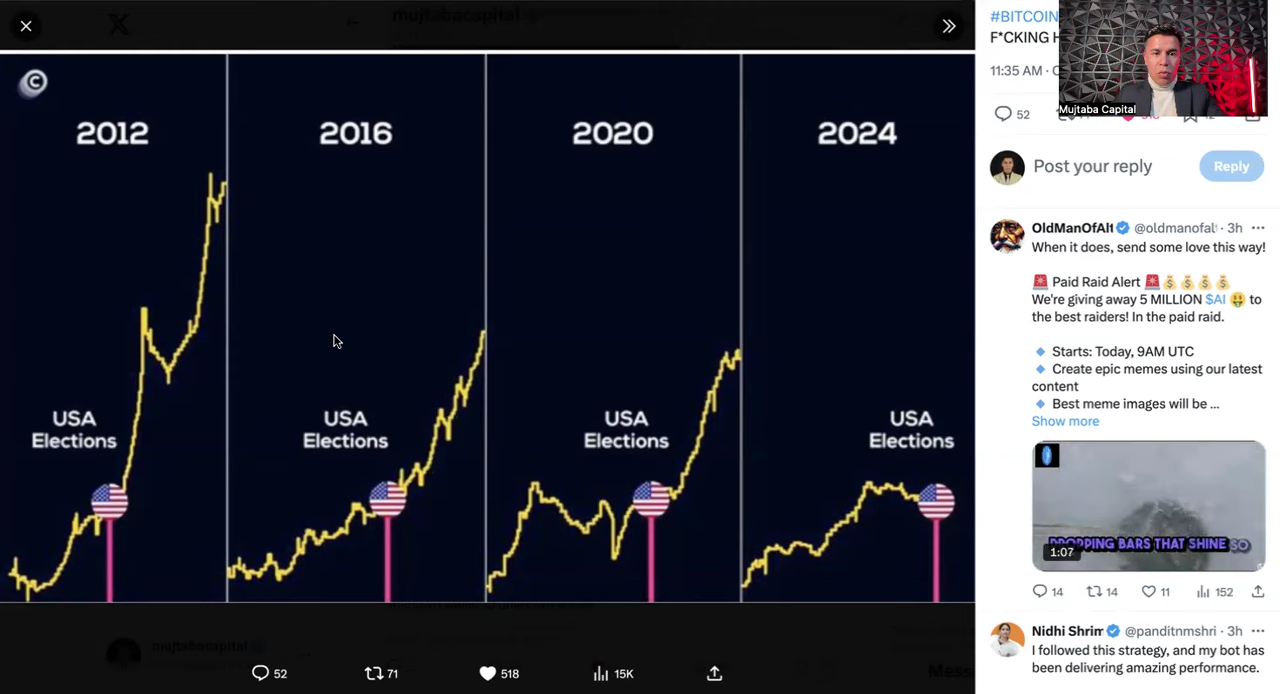 mujtabacapital
©
2012
2016
2020
2024
USA
Elections
USA
Elections
USA
Elections
USA
Elections
mujtabacapital
52
71
518
15K
#BITCOIN
F*CKING H
11:35 AM ·
Mujtaba Capital
52
Post your reply
Reply
OldManOfAlt @oldmanofal · 3h ···
When it does, send some love this way!
🚨 Paid Raid Alert 🚨💰💰💰💰
We're giving away 5 MILLION $AI 🤑 to
the best raiders! In the paid raid.
🔹 Starts: Today, 9AM UTC
🔹 Create epic memes using our latest
content
🔹 Best meme images will be ...
Show more
DROPPING BARS THAT SHINE SO
1:07
14
14
11
152
Nidhi Shrim @panditnmshri · 3h ···
I followed this strategy, and my bot has
been delivering amazing performance.